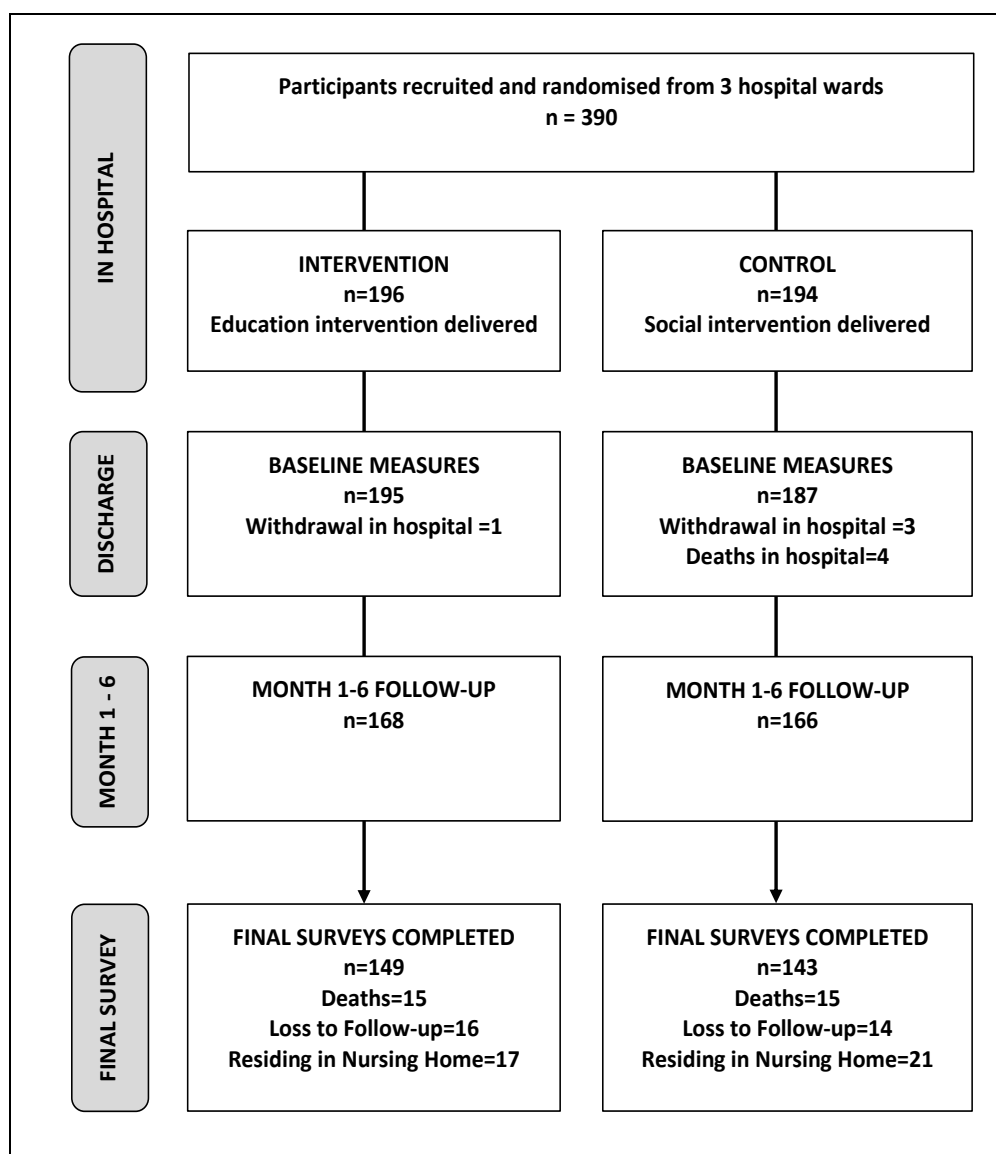 IN HOSPITAL
Participants recruited and randomised from 3 hospital wards
n = 390
INTERVENTION
n=196
Education intervention delivered
CONTROL
n=194
Social intervention delivered
DISCHARGE
BASELINE MEASURES
n=195
Withdrawal in hospital =1
BASELINE MEASURES
n=187
Withdrawal in hospital =3
Deaths in hospital=4
MONTH 1 - 6
MONTH 1-6 FOLLOW-UP
n=168
MONTH 1-6 FOLLOW-UP
n=166
FINAL SURVEY
FINAL SURVEYS COMPLETED
n=149
Deaths=15
Loss to Follow-up=16
Residing in Nursing Home=17
FINAL SURVEYS COMPLETED
n=143
Deaths=15
Loss to Follow-up=14
Residing in Nursing Home=21